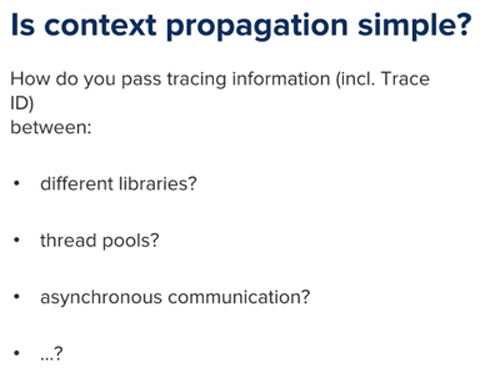 Is context propagation simple?
How do you pass tracing information (incl. Trace
ID)
between:
• different libraries?
• thread pools?
• asynchronous communication?
• ...?